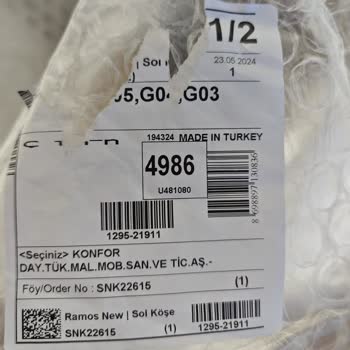 1/2
| Sol
23.05.2024
1
05,G04,G03
194324 MADE IN TURKEY
4986
U481080
1295-21911
<Seçiniz> KONFOR
DAY.TÜK.MAL.MOB.SAN.VE TİC.AŞ.-
Föy/Order No : SNK22615 (1)
Ramos New | Sol Köşe
SNK22615 (1) 1295-21911